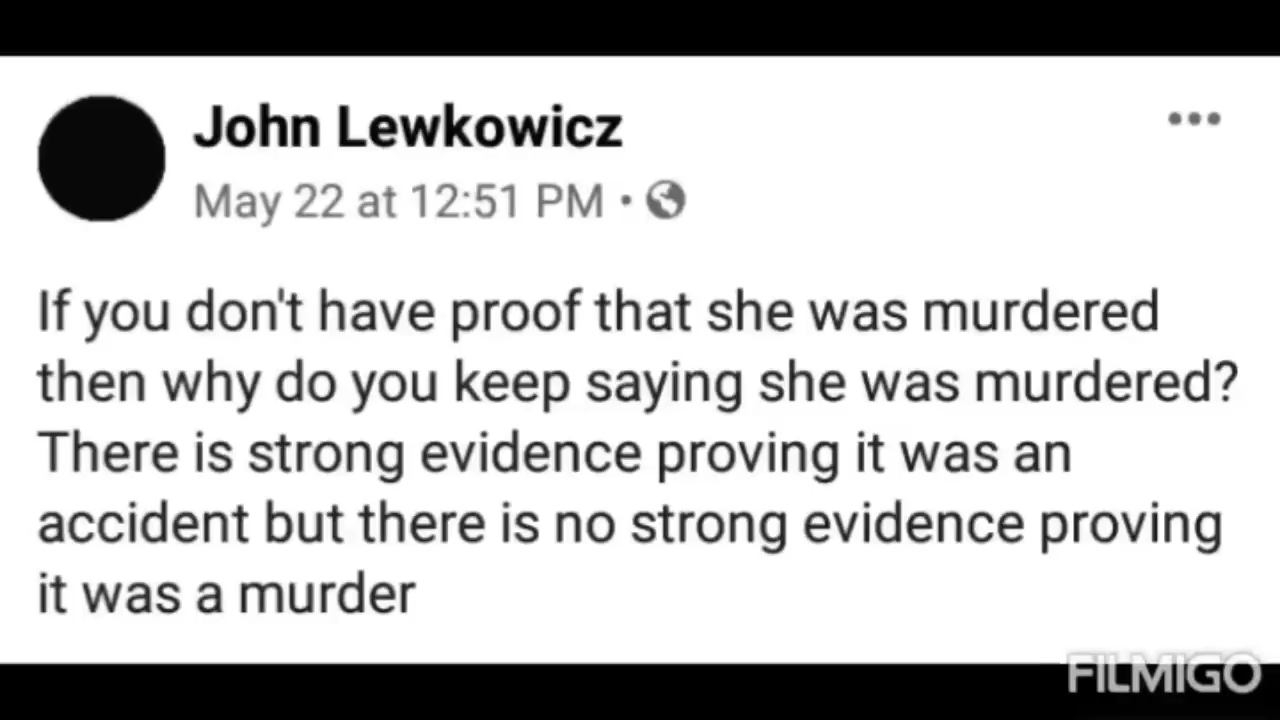 John Lewkowicz
May 22 at 12:51 PM ·
If you don't have proof that she was murdered
then why do you keep saying she was murdered?
There is strong evidence proving it was an
accident but there is no strong evidence proving
it was a murder
FILMIGO